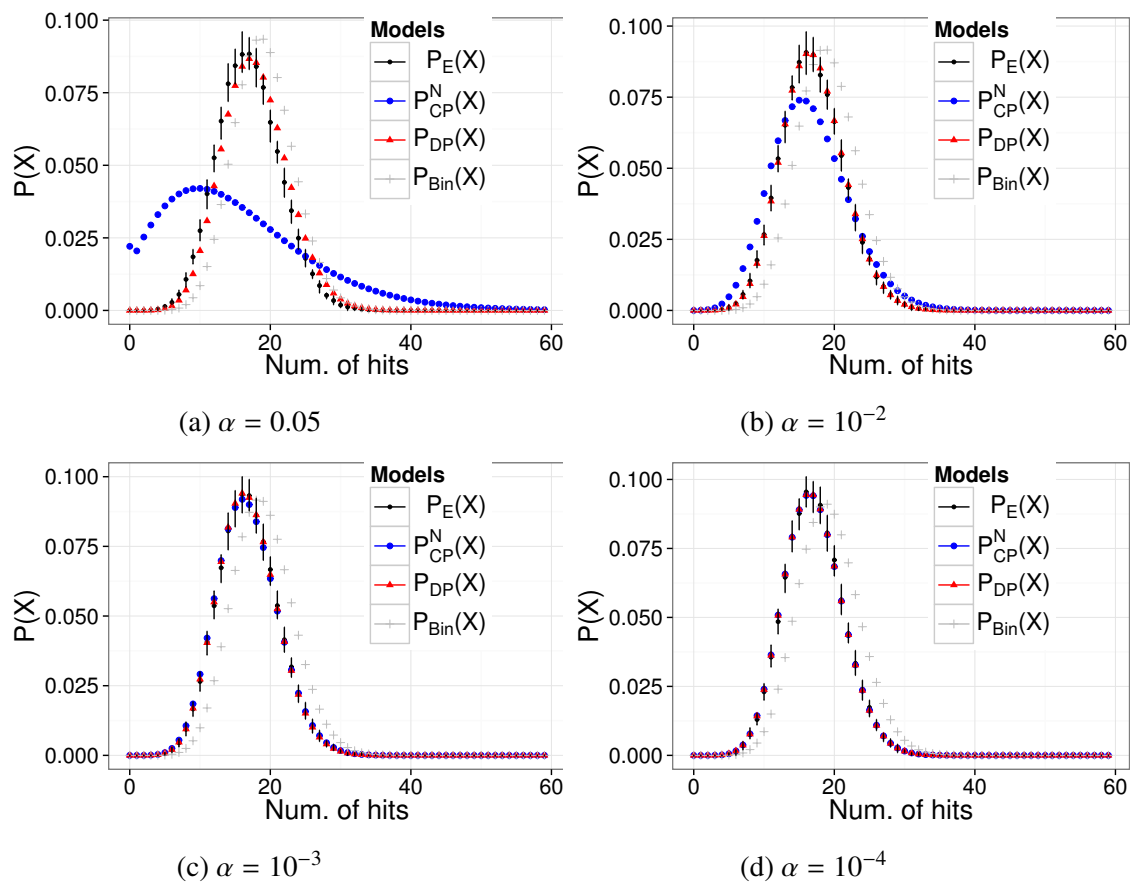 Models
P_E(X)
P^N_CP(X)
P_DP(X)
P_Bin(X)
0.100
0.075
0.050
0.025
0.000
P(X)
0 20 40 60
Num. of hits
(a) α = 0.05
Models
P_E(X)
P^N_CP(X)
P_DP(X)
P_Bin(X)
0.100
0.075
0.050
0.025
0.000
P(X)
0 20 40 60
Num. of hits
(b) α = 10⁻²
Models
P_E(X)
P^N_CP(X)
P_DP(X)
P_Bin(X)
0.100
0.075
0.050
0.025
0.000
P(X)
0 20 40 60
Num. of hits
(c) α = 10⁻³
Models
P_E(X)
P^N_CP(X)
P_DP(X)
P_Bin(X)
0.100
0.075
0.050
0.025
0.000
P(X)
0 20 40 60
Num. of hits
(d) α = 10⁻⁴